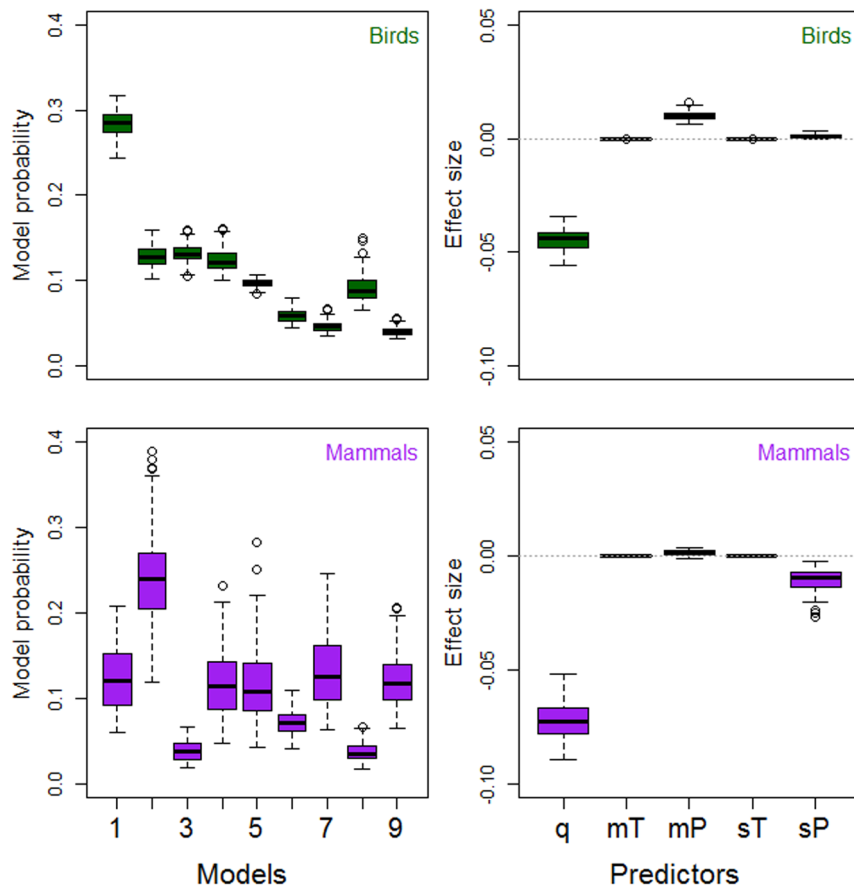 Birds
Model probability
0.4
0.3
0.2
0.1
0.0
Birds
Effect size
0.05
0.00
-0.05
-0.10
Mammals
Model probability
0.4
0.3
0.2
0.1
0.0
1 3 5 7 9
Models
Mammals
Effect size
0.05
0.00
-0.05
-0.10
q mT mP sT sP
Predictors